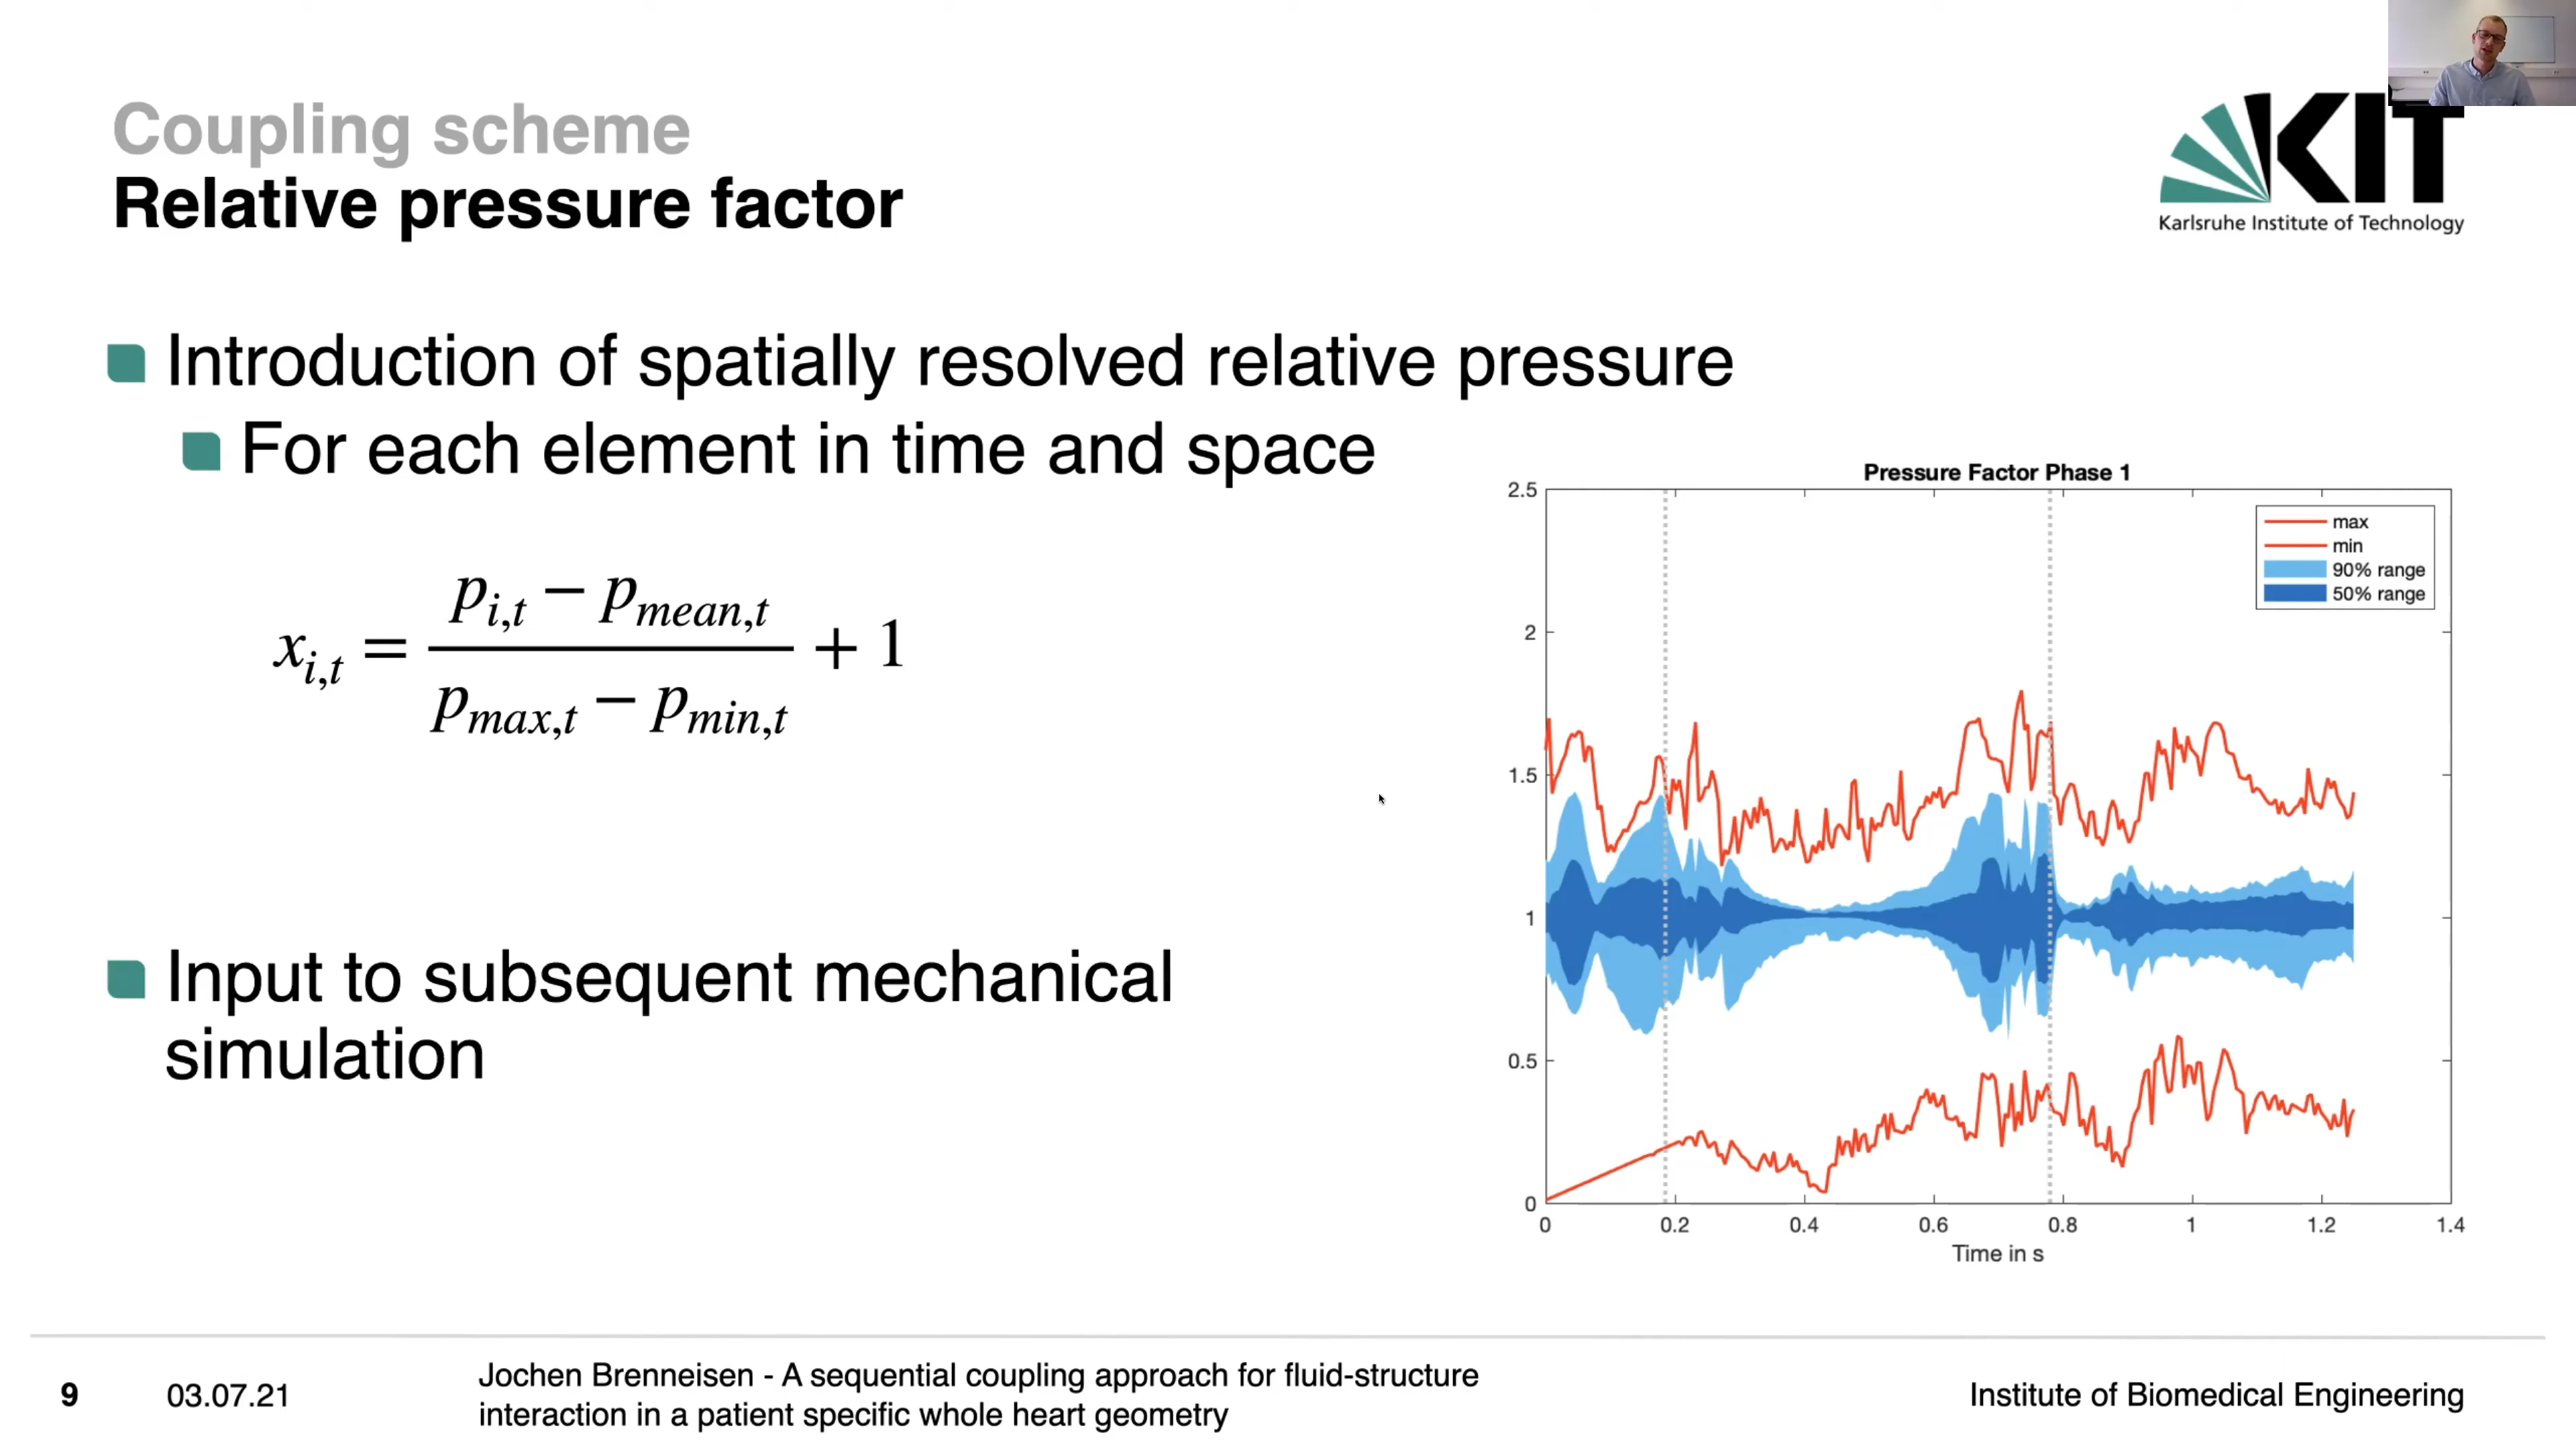 Coupling scheme
Relative pressure factor
KIT
Karlsruhe Institute of Technology
Introduction of spatially resolved relative pressure
For each element in time and space
x_{i,t} = \frac{p_{i,t} - p_{mean,t}}{p_{max,t} - p_{min,t}} + 1
Input to subsequent mechanical
simulation
Pressure Factor Phase 1
2.5
2
1.5
1
0.5
0
max
min
90% range
50% range
0 0.2 0.4 0.6 0.8 1 1.2 1.4
Time in s
9 03.07.21
Jochen Brenneisen - A sequential coupling approach for fluid-structure
interaction in a patient specific whole heart geometry
Institute of Biomedical Engineering